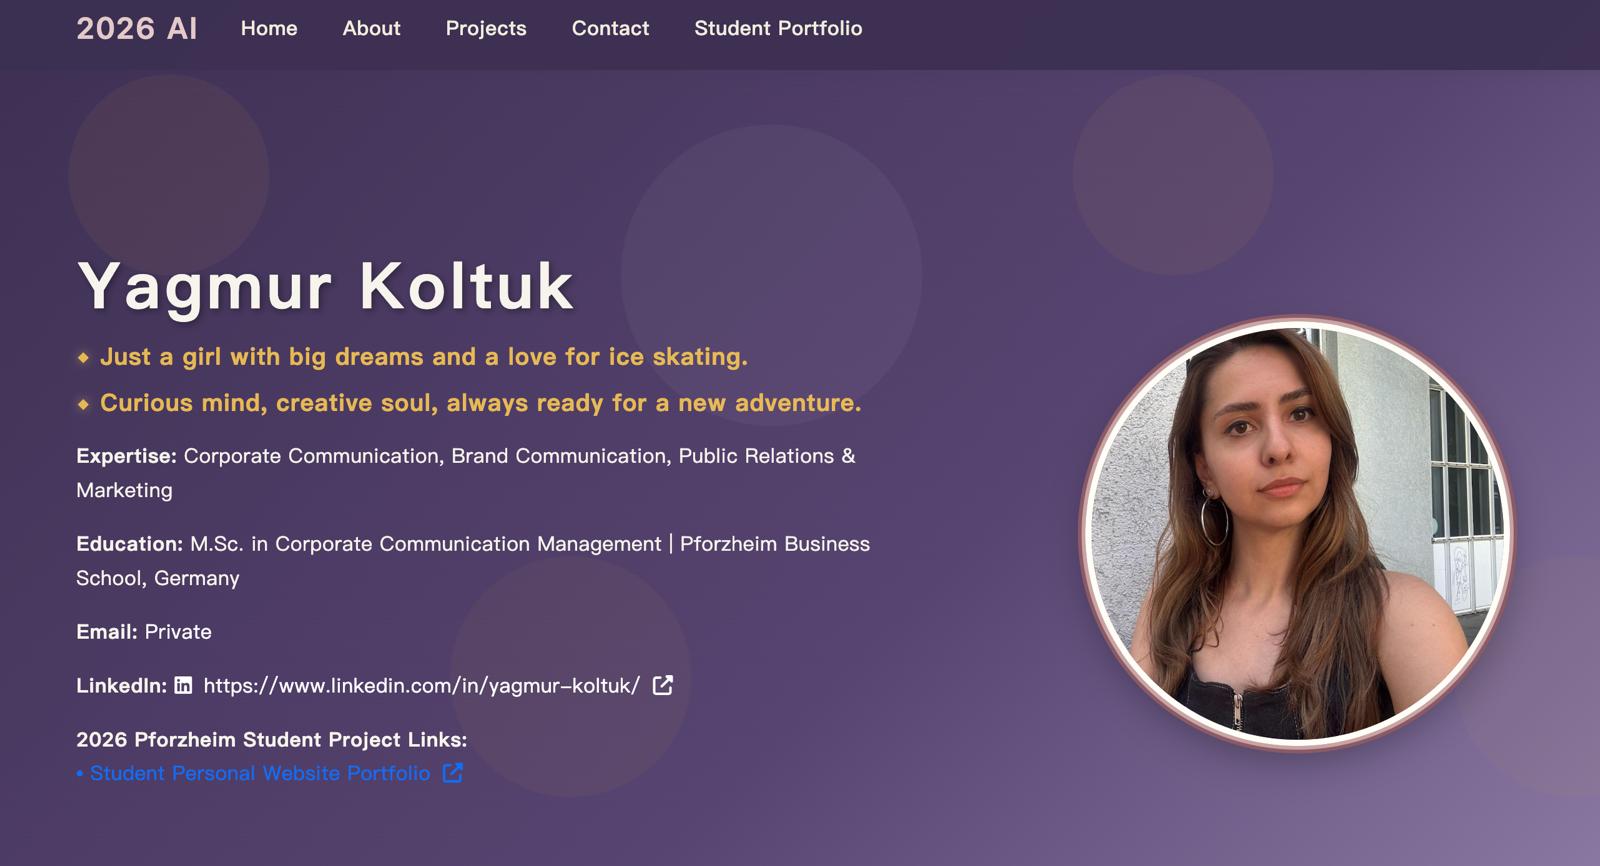 2026 AI Home About Projects Contact Student Portfolio
Yagmur Koltuk
◆ Just a girl with big dreams and a love for ice skating.
◆ Curious mind, creative soul, always ready for a new adventure.
Expertise: Corporate Communication, Brand Communication, Public Relations &
Marketing
Education: M.Sc. in Corporate Communication Management | Pforzheim Business
School, Germany
Email: Private
LinkedIn: in https://www.linkedin.com/in/yagmur-koltuk/
2026 Pforzheim Student Project Links:
• Student Personal Website Portfolio